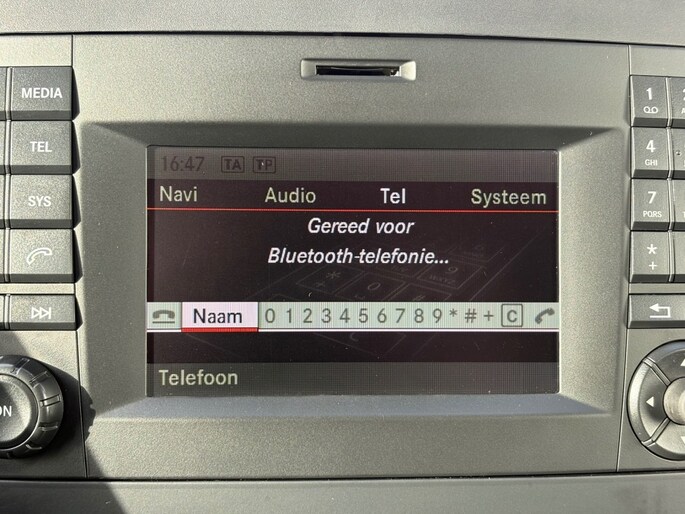 MEDIA
TEL
SYS
ON
16:47 TA TP
Navi Audio Tel Systeem
Gereed voor
Bluetooth-telefonie...
Naam 0 1 2 3 4 5 6 7 8 9 * # + C
Telefoon
1
4 GHI
7 PQRS
*
+